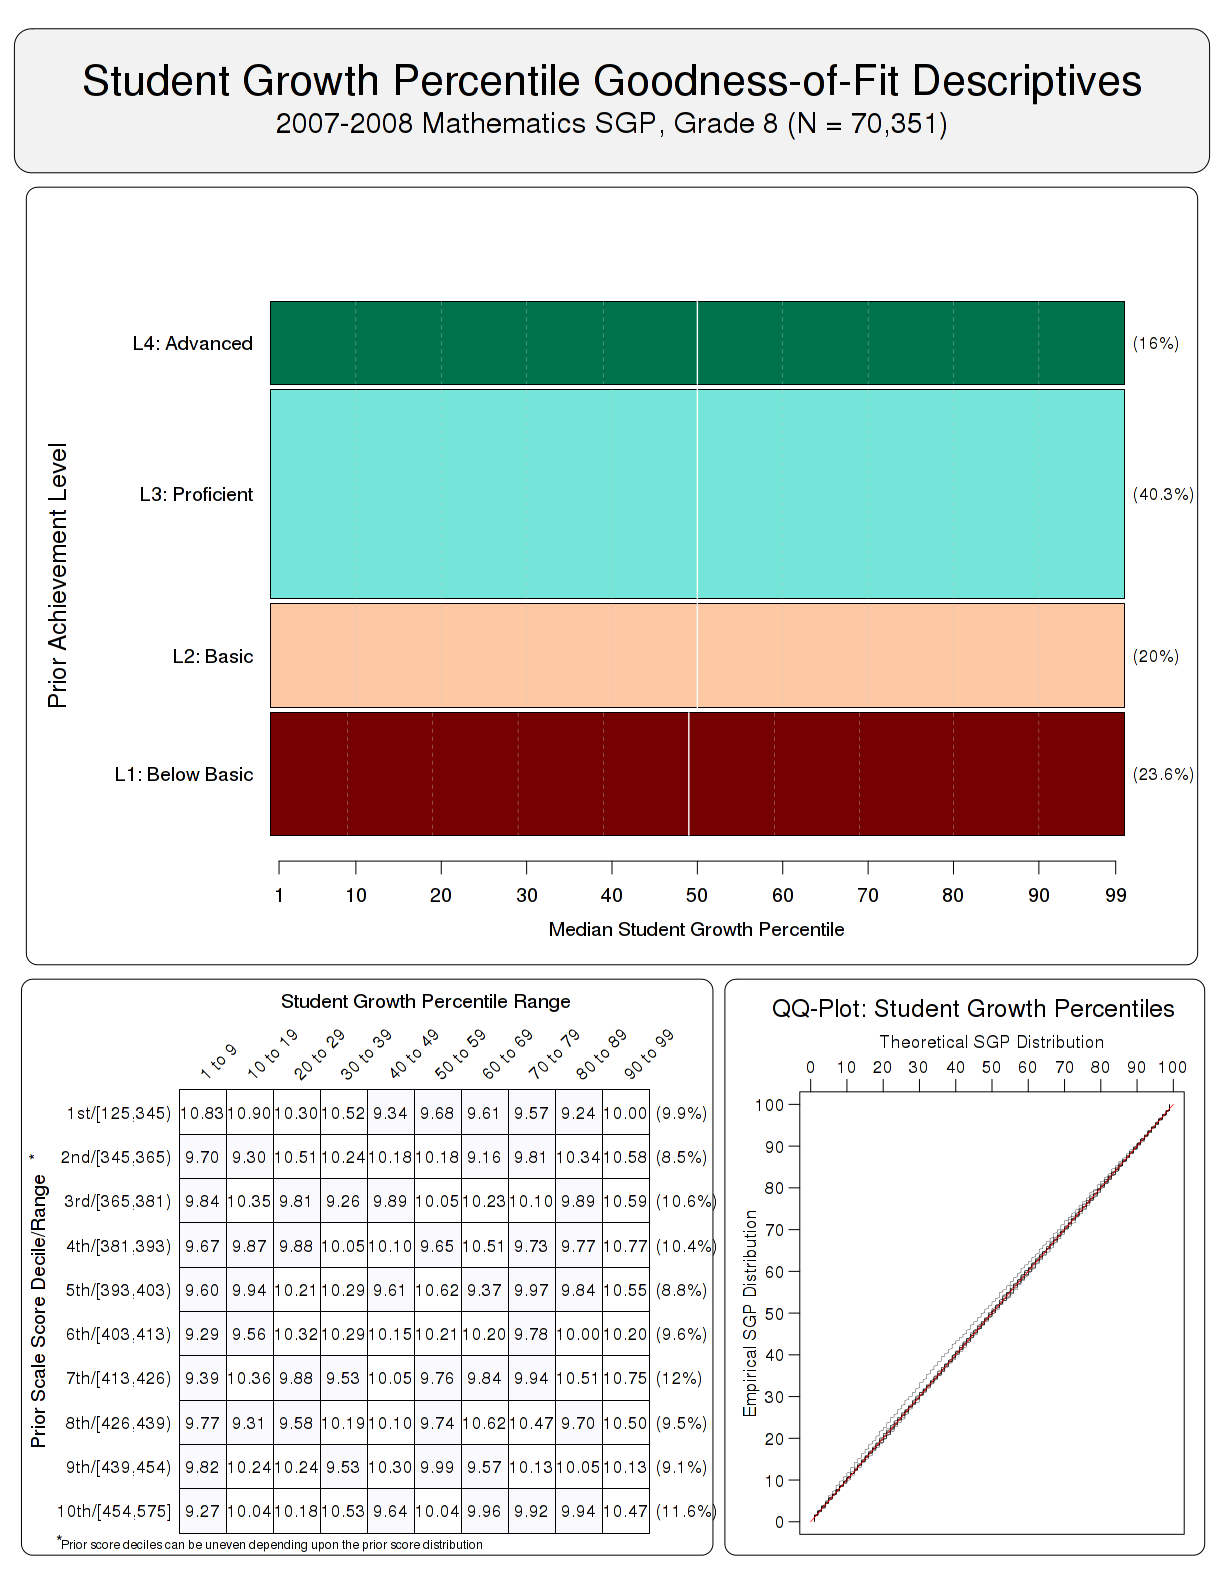 Student Growth Percentile Goodness-of-Fit Descriptives
2007-2008 Mathematics SGP, Grade 8 (N = 70,351)
Prior Achievement Level
L4: Advanced (16%)
L3: Proficient (40.3%)
L2: Basic (20%)
L1: Below Basic (23.6%)
1 10 20 30 40 50 60 70 80 90 99
Median Student Growth Percentile
Student Growth Percentile Range
1 to 9 10 to 19 20 to 29 30 to 39 40 to 49 50 to 59 60 to 69 70 to 79 80 to 89 90 to 99
Prior Scale Score Decile/Range *
1st/[125,345) 10.83 10.90 10.30 10.52 9.34 9.68 9.61 9.57 9.24 10.00 (9.9%)
2nd/[345,365) 9.70 9.30 10.51 10.24 10.18 10.18 9.16 9.81 10.34 10.58 (8.5%)
3rd/[365,381) 9.84 10.35 9.81 9.26 9.89 10.05 10.23 10.10 9.89 10.59 (10.6%)
4th/[381,393) 9.67 9.87 9.88 10.05 10.10 9.65 10.51 9.73 9.77 10.77 (10.4%)
5th/[393,403) 9.60 9.94 10.21 10.29 9.61 10.62 9.37 9.97 9.84 10.55 (8.8%)
6th/[403,413) 9.29 9.56 10.32 10.29 10.15 10.21 10.20 9.78 10.00 10.20 (9.6%)
7th/[413,426) 9.39 10.36 9.88 9.53 10.05 9.76 9.84 9.94 10.51 10.75 (12%)
8th/[426,439) 9.77 9.31 9.58 10.19 10.10 9.74 10.62 10.47 9.70 10.50 (9.5%)
9th/[439,454) 9.82 10.24 10.24 9.53 10.30 9.99 9.57 10.13 10.05 10.13 (9.1%)
10th/[454,575] 9.27 10.04 10.18 10.53 9.64 10.04 9.96 9.92 9.94 10.47 (11.6%)
*Prior score deciles can be uneven depending upon the prior score distribution
QQ-Plot: Student Growth Percentiles
Theoretical SGP Distribution
0 10 20 30 40 50 60 70 80 90 100
Empirical SGP Distribution
100
90
80
70
60
50
40
30
20
10
0